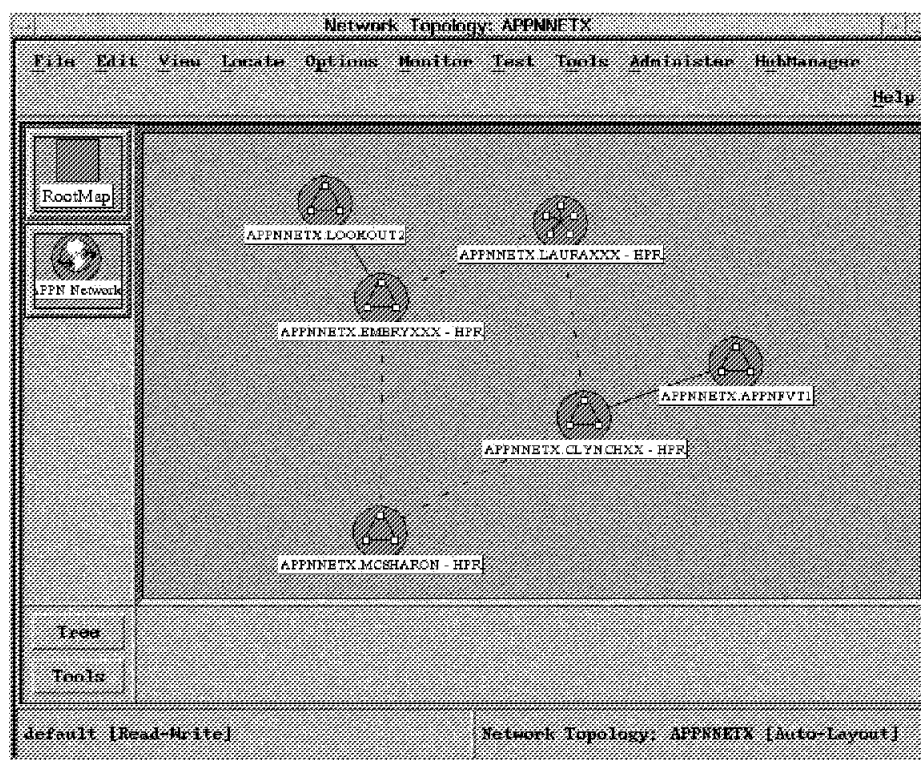 Network Topology: APPNNETX
File Edit View Locate Options Monitor Test Tools Administer HubManager
Help
RootMap
APPN Network
APPNNETX.LOOKOUT2
APPNNETX.LAURAXXX - HPR
APPNNETX.EMERYXXX - HPR
APPNNETX.APPNFVT1
APPNNETX.CLYNCHXX - HPR
APPNNETX.MCSHARON - HPR
Tree
Tools
default [Read-Write]
Network Topology: APPNNETX [Auto-Layout]